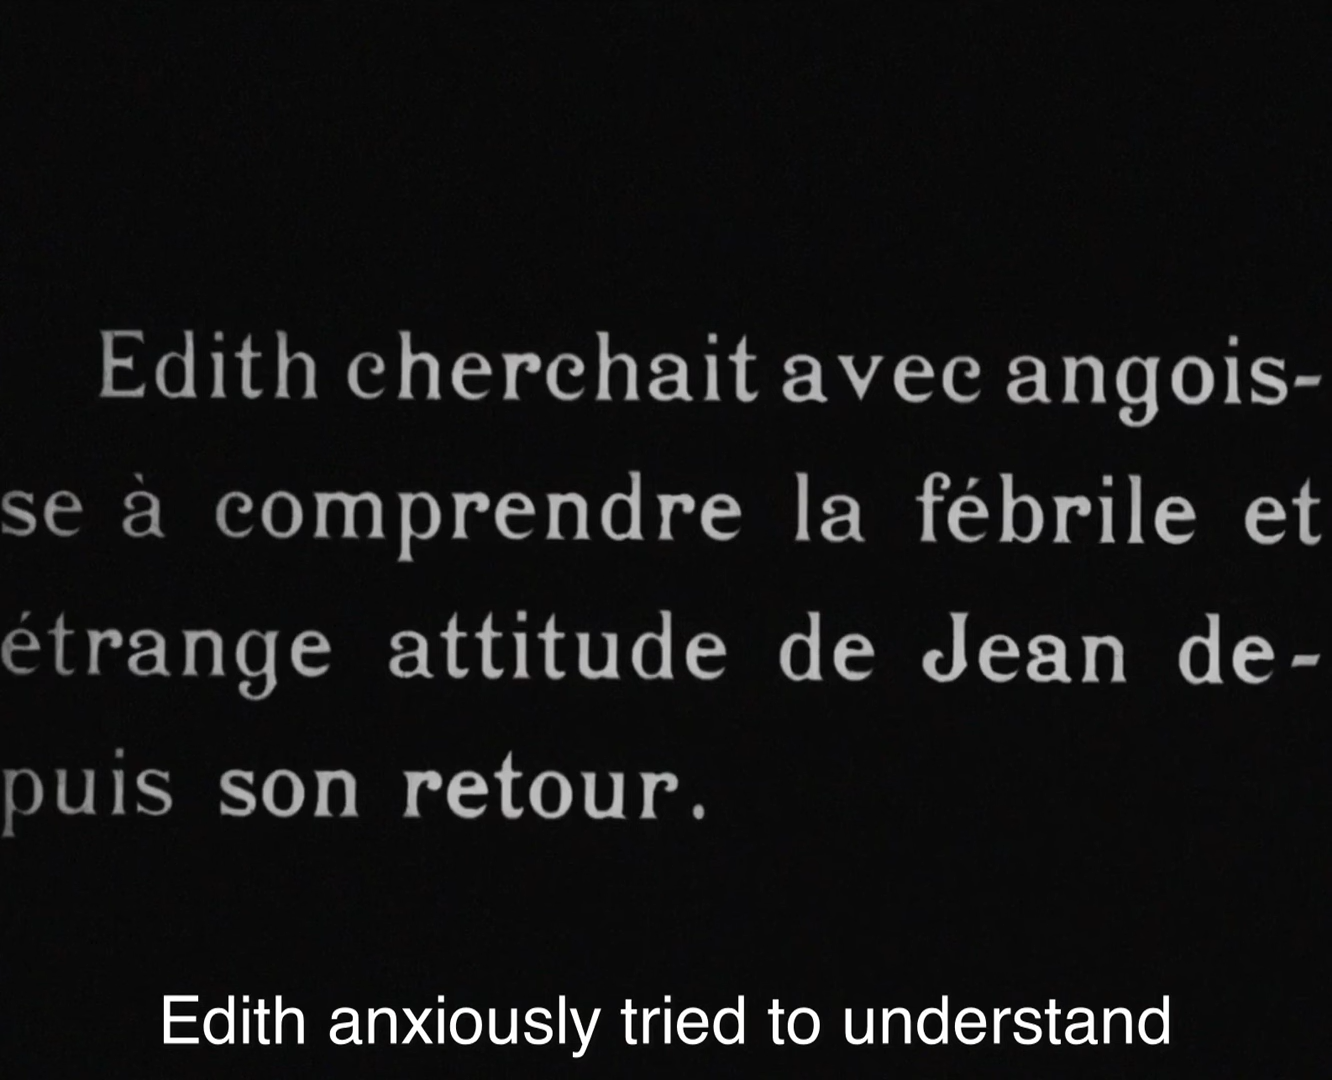 Edith cherchait avec angois-
se à comprendre la fébrile et
étrange attitude de Jean de-
puis son retour.
Edith anxiously tried to understand